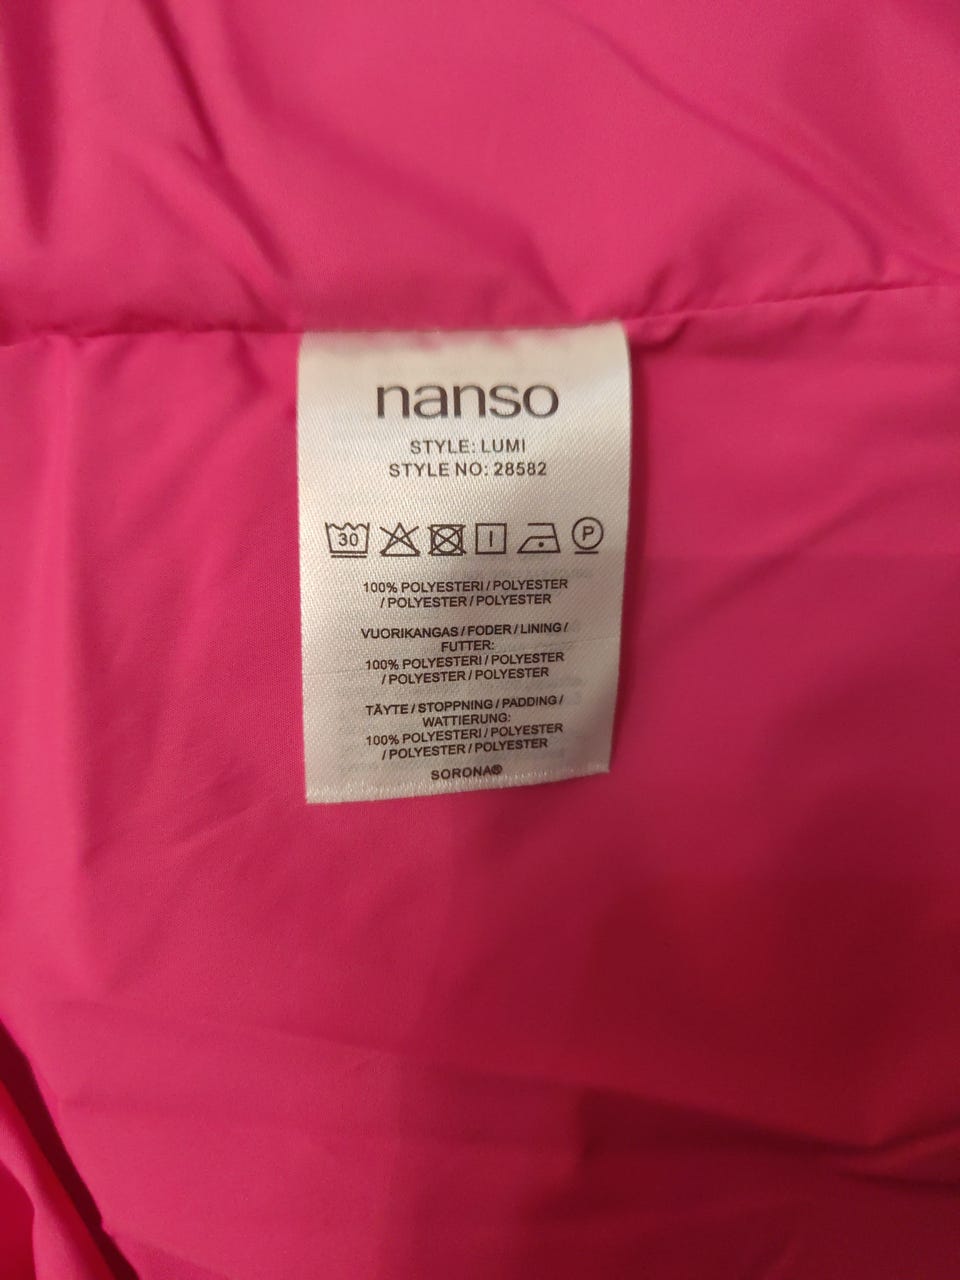 nanso
STYLE: LUMI
STYLE NO: 28582
30 P
100% POLYESTERI / POLYESTER
/ POLYESTER / POLYESTER
VUORIKANGAS / FODER / LINING /
FUTTER:
100% POLYESTERI / POLYESTER
/ POLYESTER / POLYESTER
TÄYTE / STOPPNING / PADDING /
WATTIERUNG:
100% POLYESTERI / POLYESTER
/ POLYESTER / POLYESTER
SORONA®